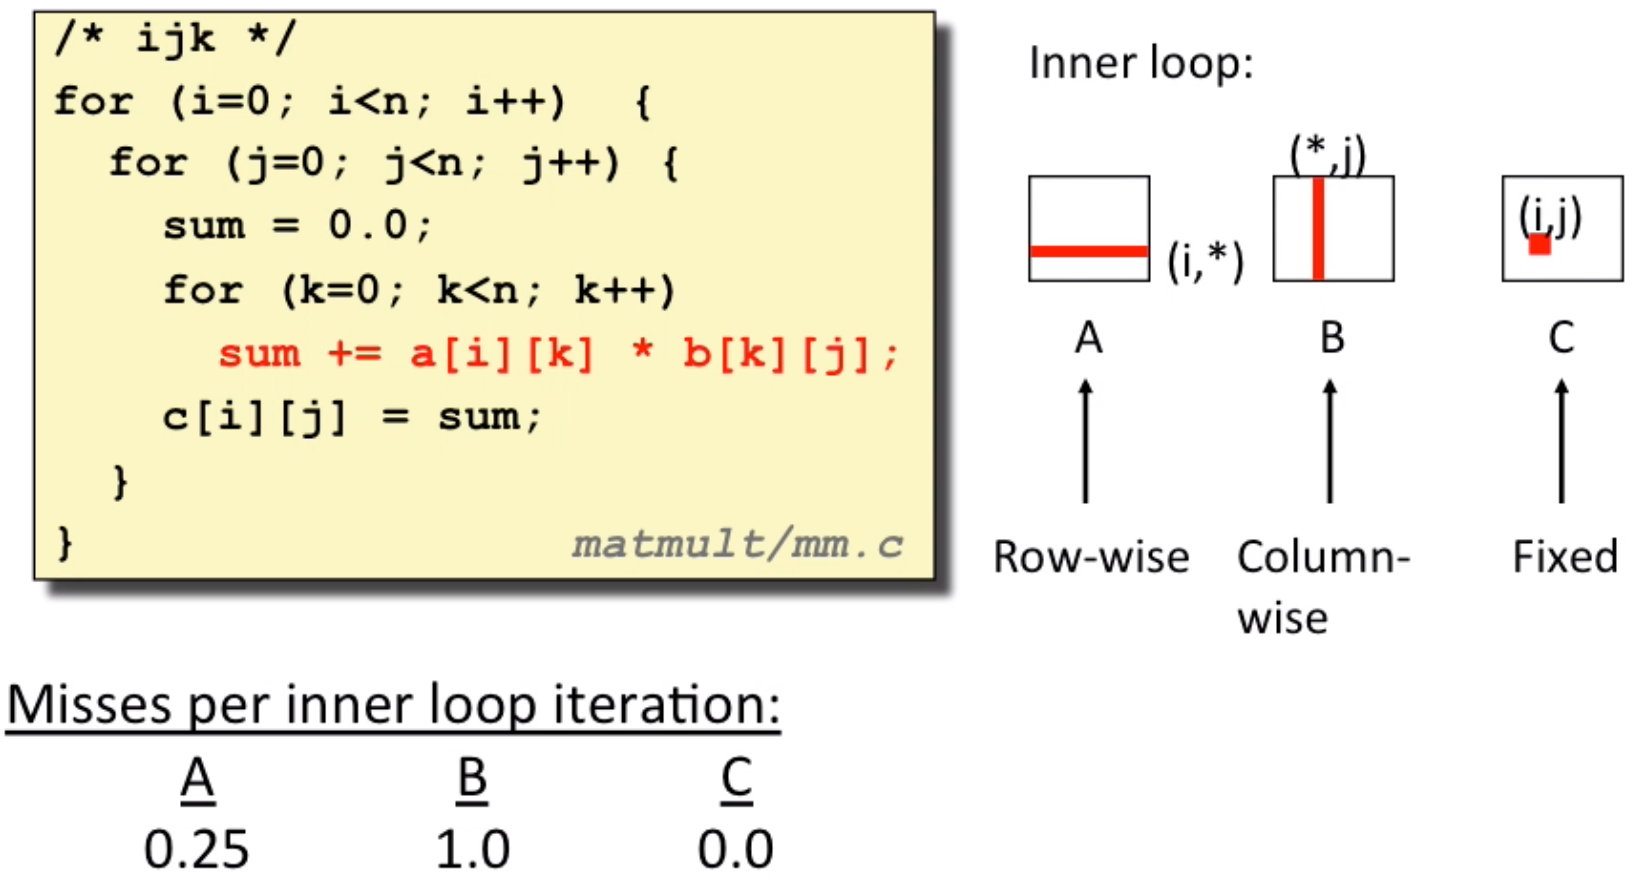 /* ijk */
for (i=0; i<n; i++)  {
  for (j=0; j<n; j++) {
    sum = 0.0;
    for (k=0; k<n; k++)
      sum += a[i][k] * b[k][j];
    c[i][j] = sum;
  }
}
matmult/mm.c
Inner loop:
(*,j)
(i,j)
(i,*)
A B C
Row-wise Column-wise Fixed
Misses per inner loop iteration:
A B C
0.25 1.0 0.0